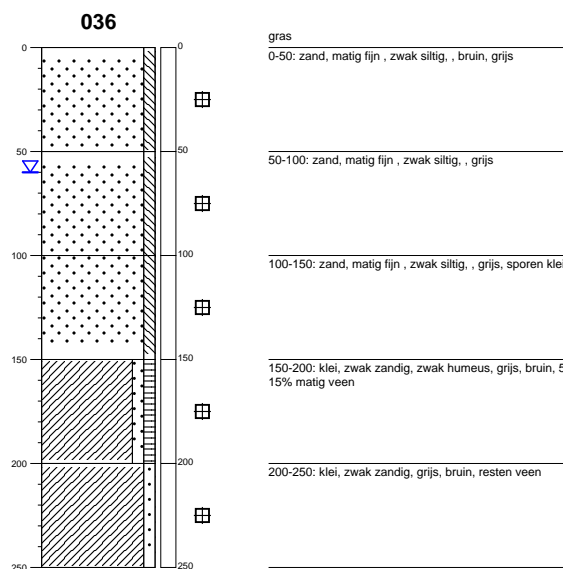 036
gras
0
0
0-50: zand, matig fijn , zwak siltig, , bruin, grijs
50
50
50-100: zand, matig fijn , zwak siltig, , grijs
100
100
100-150: zand, matig fijn , zwak siltig, , grijs, sporen klei
150
150
150-200: klei, zwak zandig, zwak humeus, grijs, bruin, 5
15% matig veen
200
200
200-250: klei, zwak zandig, grijs, bruin, resten veen
250
250